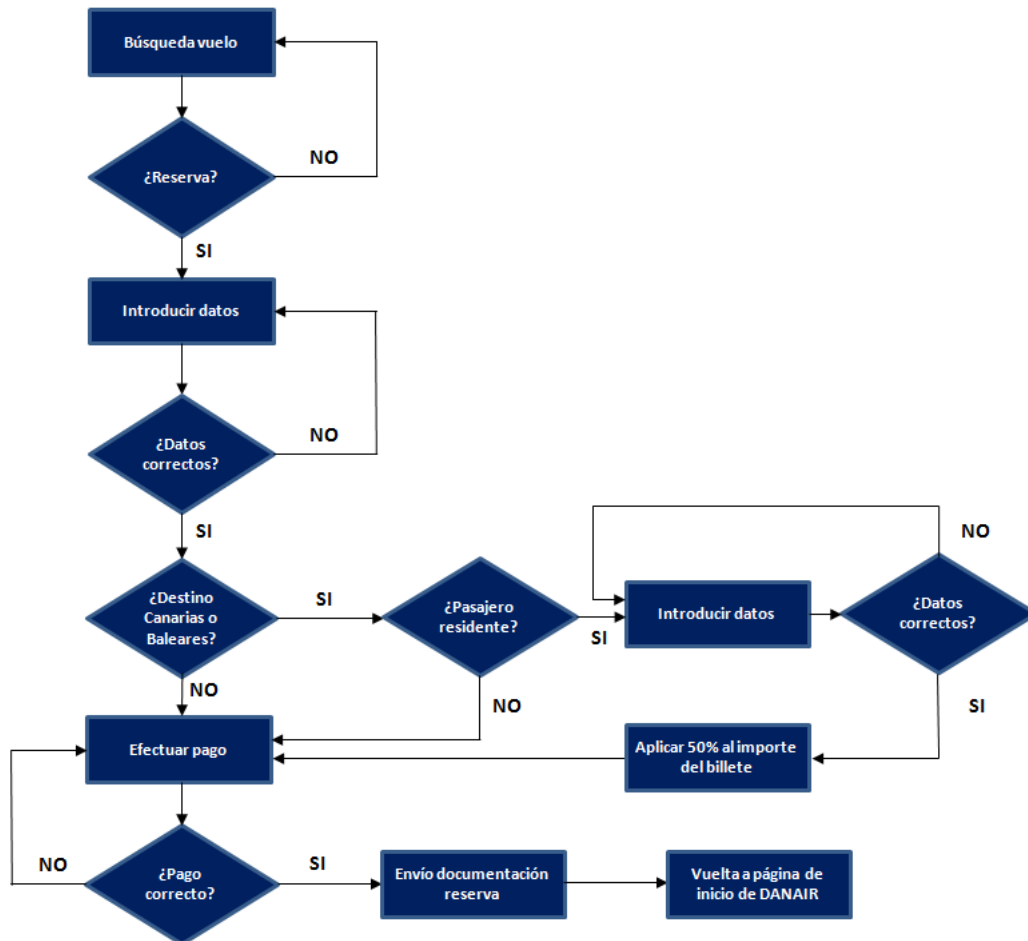 Búsqueda vuelo
¿Reserva?
NO
SI
Introducir datos
¿Datos
correctos?
NO
SI
¿Destino
Canarias o
Baleares?
SI
¿Pasajero
residente?
SI
Introducir datos
¿Datos
correctos?
NO
SI
NO
NO
Efectuar pago
Aplicar 50% al importe
del billete
¿Pago
correcto?
NO
SI
Envío documentación
reserva
Vuelta a página de
inicio de DANAIR